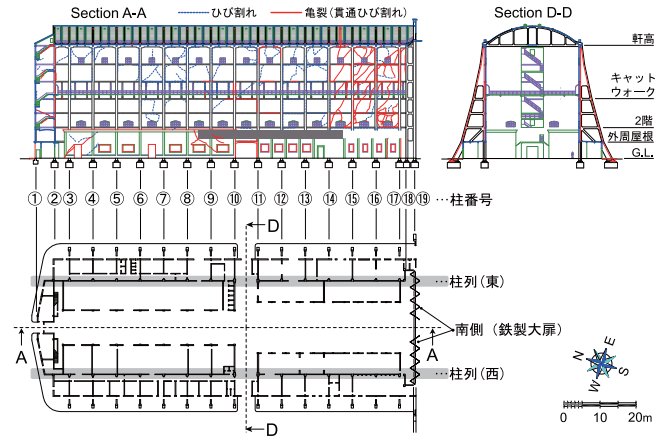 Section A-A
ひび割れ
亀裂(貫通ひび割れ)
Section D-D
軒高
キャット
ウォーク
2階
外周屋根
G.L.
① ② ③ ④ ⑤ ⑥ ⑦ ⑧ ⑨ ⑩ ⑪ ⑫ ⑬ ⑭ ⑮ ⑯ ⑰ ⑱ ⑲ …柱番号
D
…柱列(東)
南側(鉄製大扉)
A
A
…柱列(西)
D
N
E
W
S
0 10 20m